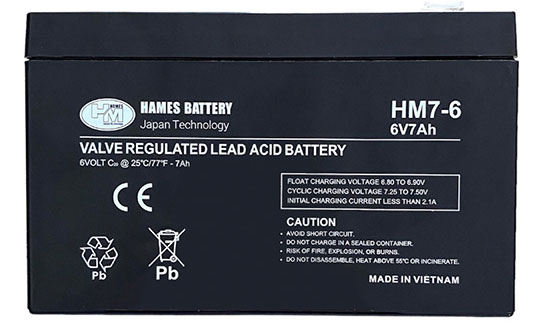 HAMES
HM
HAMES BATTERY
Japan Technology
HM7-6
6V7Ah
VALVE REGULATED LEAD ACID BATTERY
6VOLT C₂₀ @ 25°C/77°F - 7Ah
FLOAT CHARGING VOLTAGE 6.80 TO 6.90V
CYCLIC CHARGING VOLTAGE 7.25 TO 7.50V
INITIAL CHARGING CURRENT LESS THAN 2.1A
CE
CAUTION
• AVOID SHORT CIRCUIT.
• DO NOT CHARGE IN A SEALED CONTAINER.
• RISK OF FIRE, EXPLOSION, OR BURNS.
• DO NOT DISASSEMBLE, HEAT ABOVE 55°C OR INCINERATE.
Pb
Pb
MADE IN VIETNAM